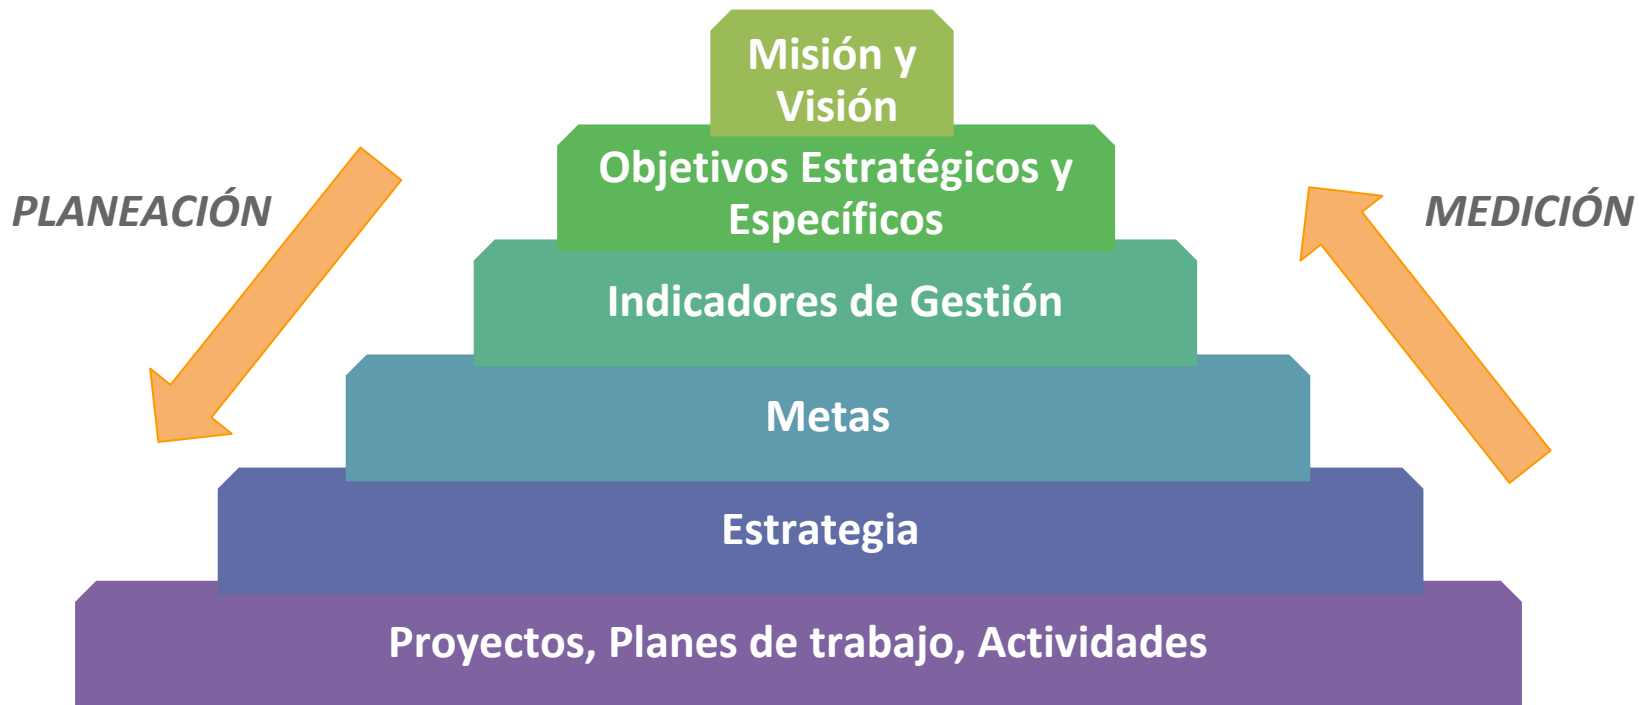 Misión y
Visión
Objetivos Estratégicos y
Específicos
PLANEACIÓN
MEDICIÓN
Indicadores de Gestión
Metas
Estrategia
Proyectos, Planes de trabajo, Actividades